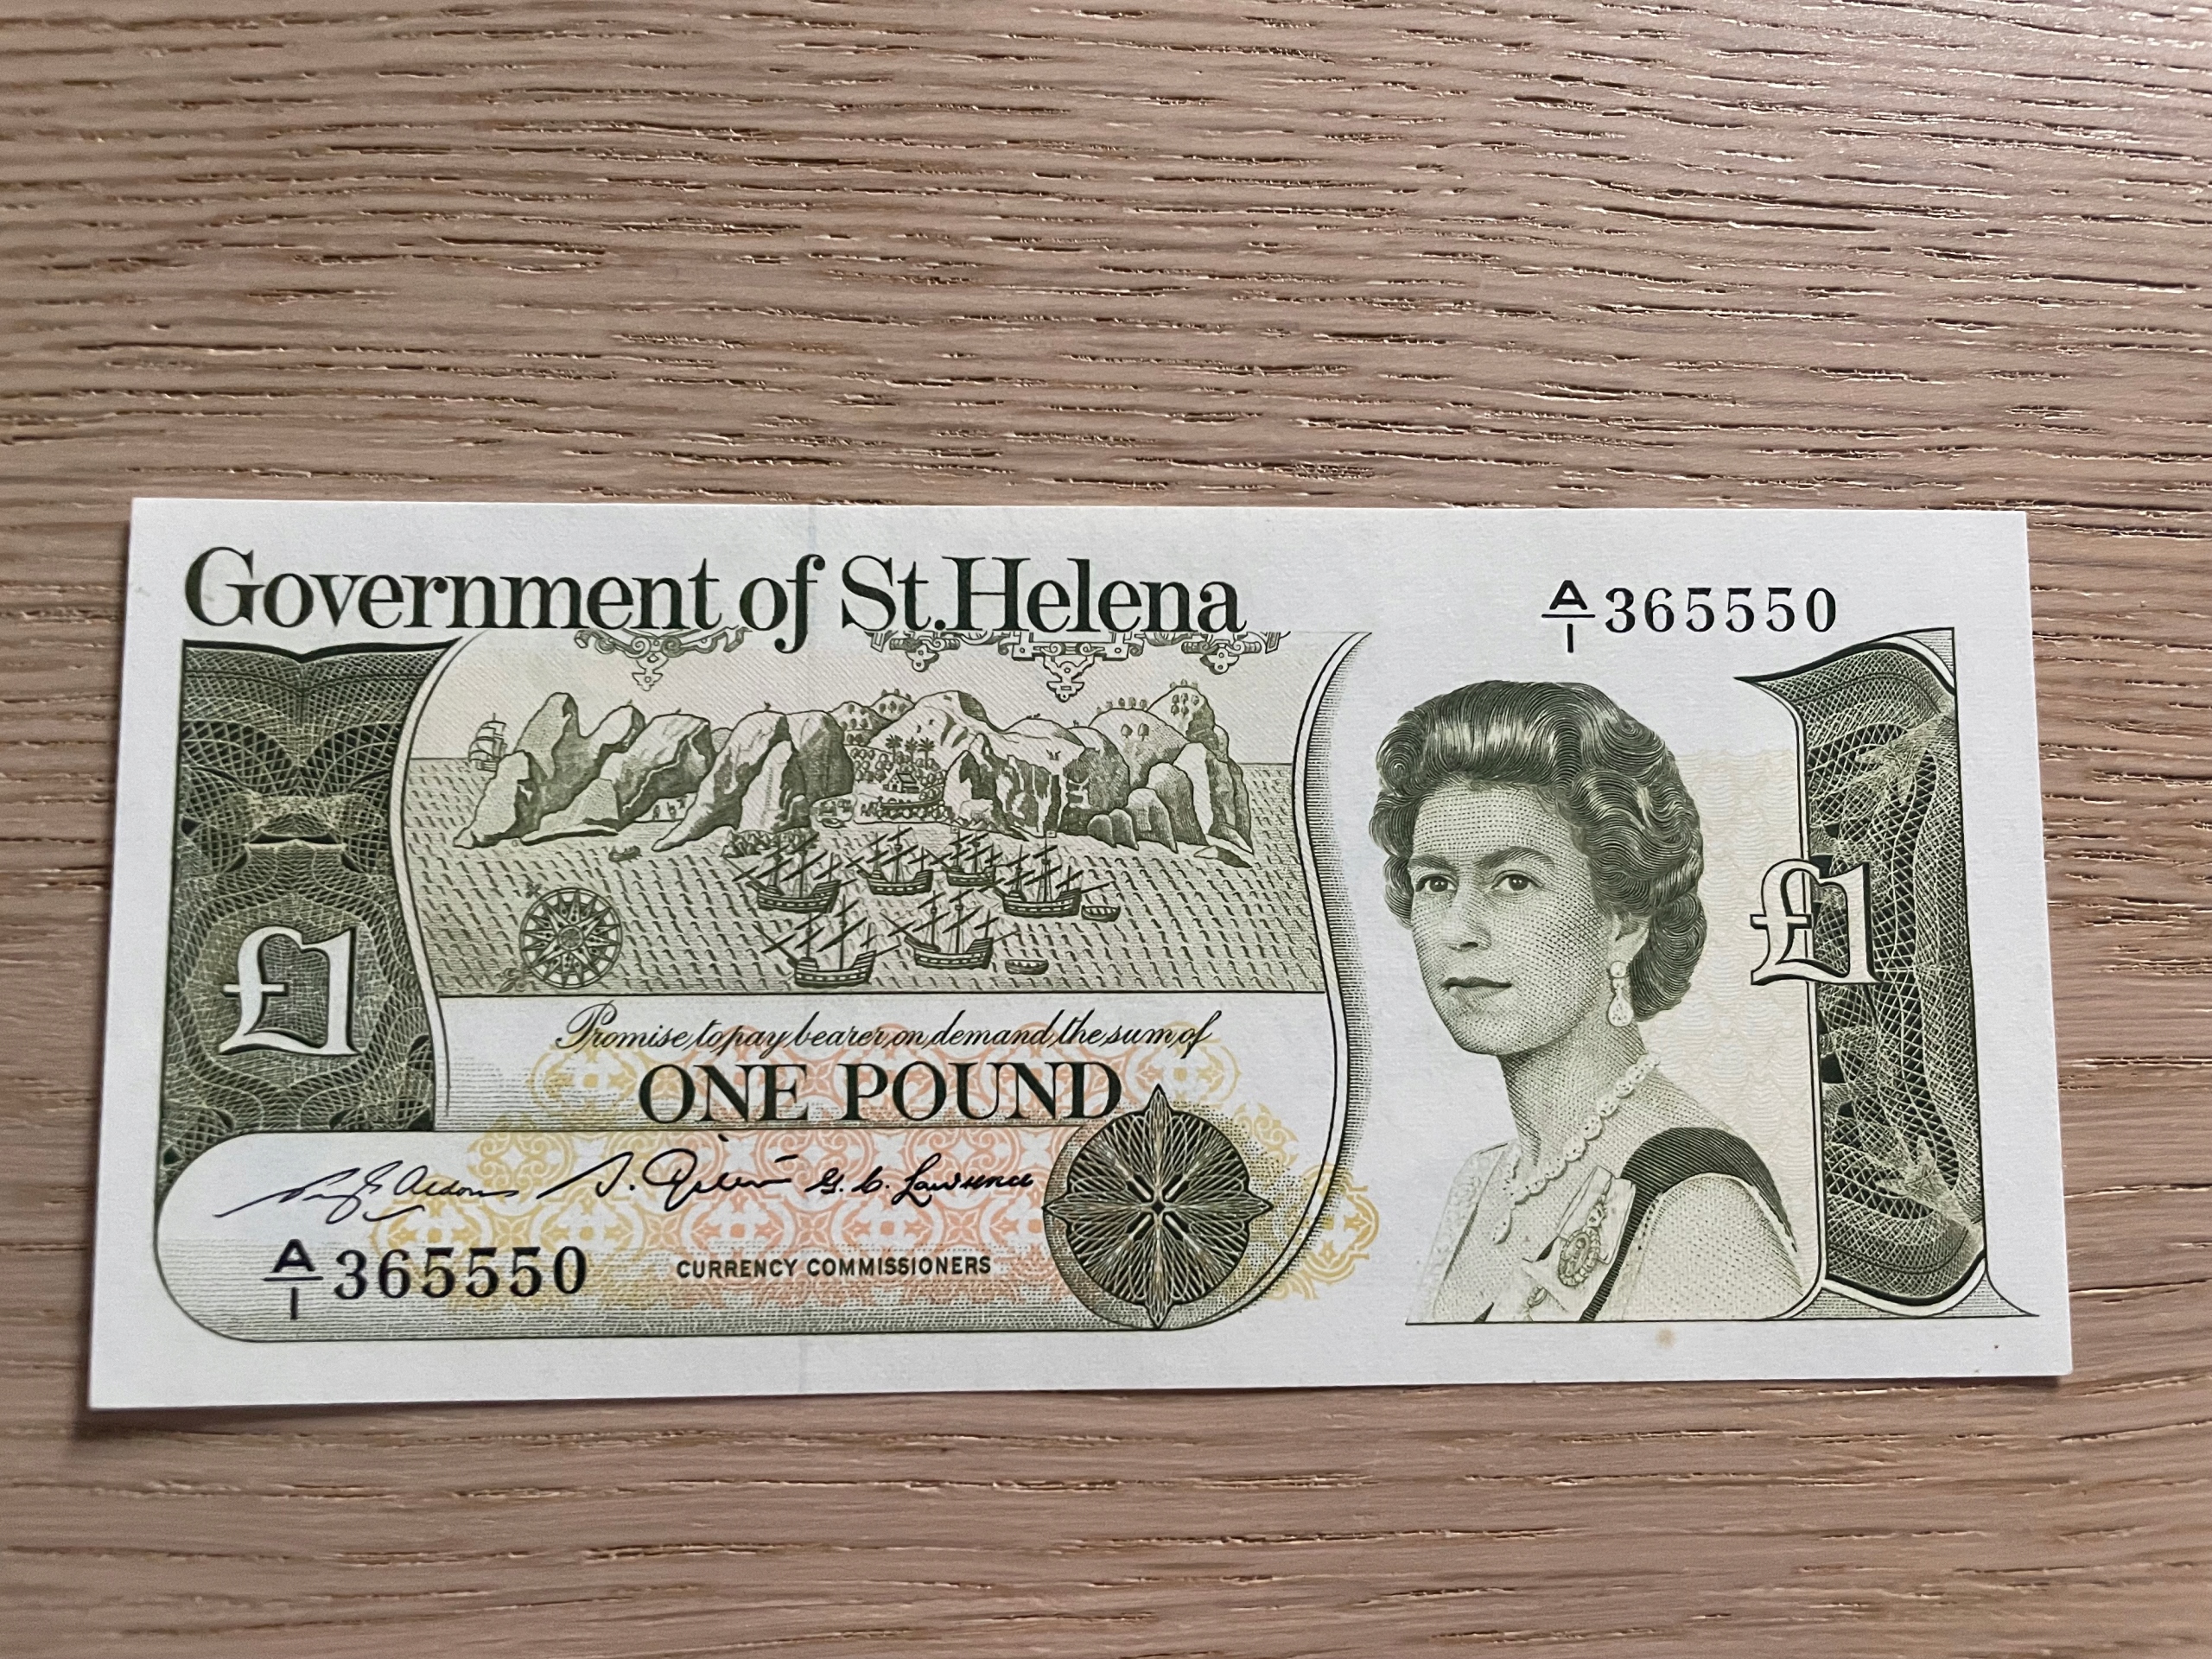 Government of St.Helena
A/1 365550
£1
£1
Promise to pay bearer on demand the sum of
ONE POUND
G. C. Lawrence
A/1 365550
CURRENCY COMMISSIONERS